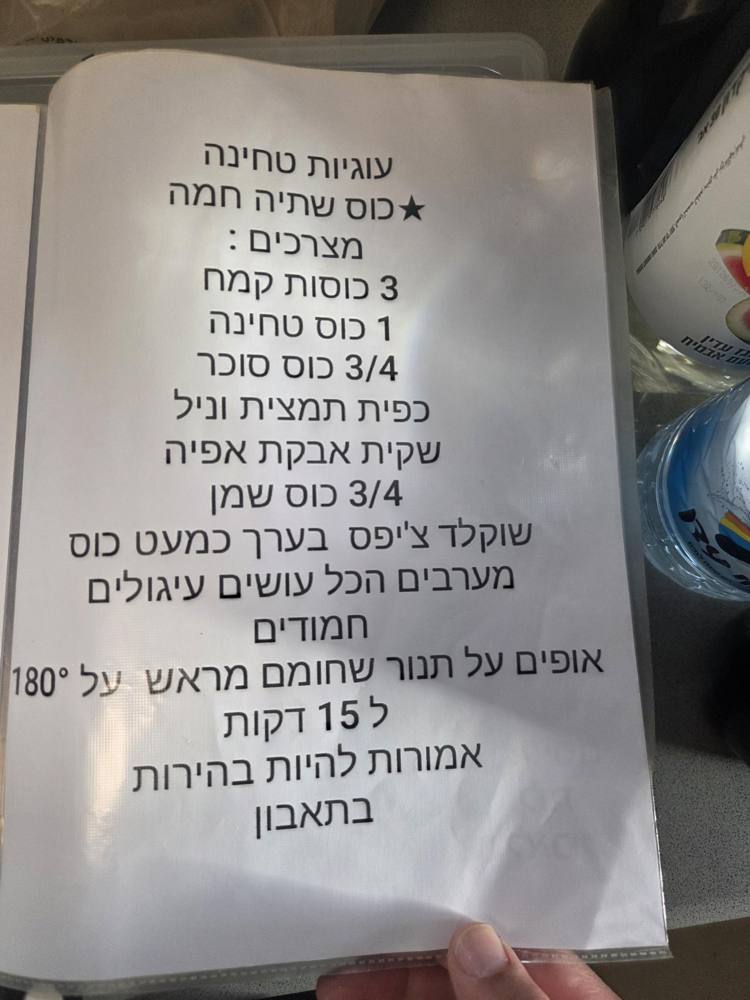 עוגיות טחינה
★כוס שתיה חמה
מצרכים :
3 כוסות קמח
1 כוס טחינה
3/4 כוס סוכר
כפית תמצית וניל
שקית אבקת אפיה
3/4 כוס שמן
שוקלד צ'יפס בערך כמעט כוס
מערבים הכל עושים עיגולים
חמודים
אופים על תנור שחומם מראש על 180°
ל 15 דקות
אמורות להיות בהירות
בתאבון